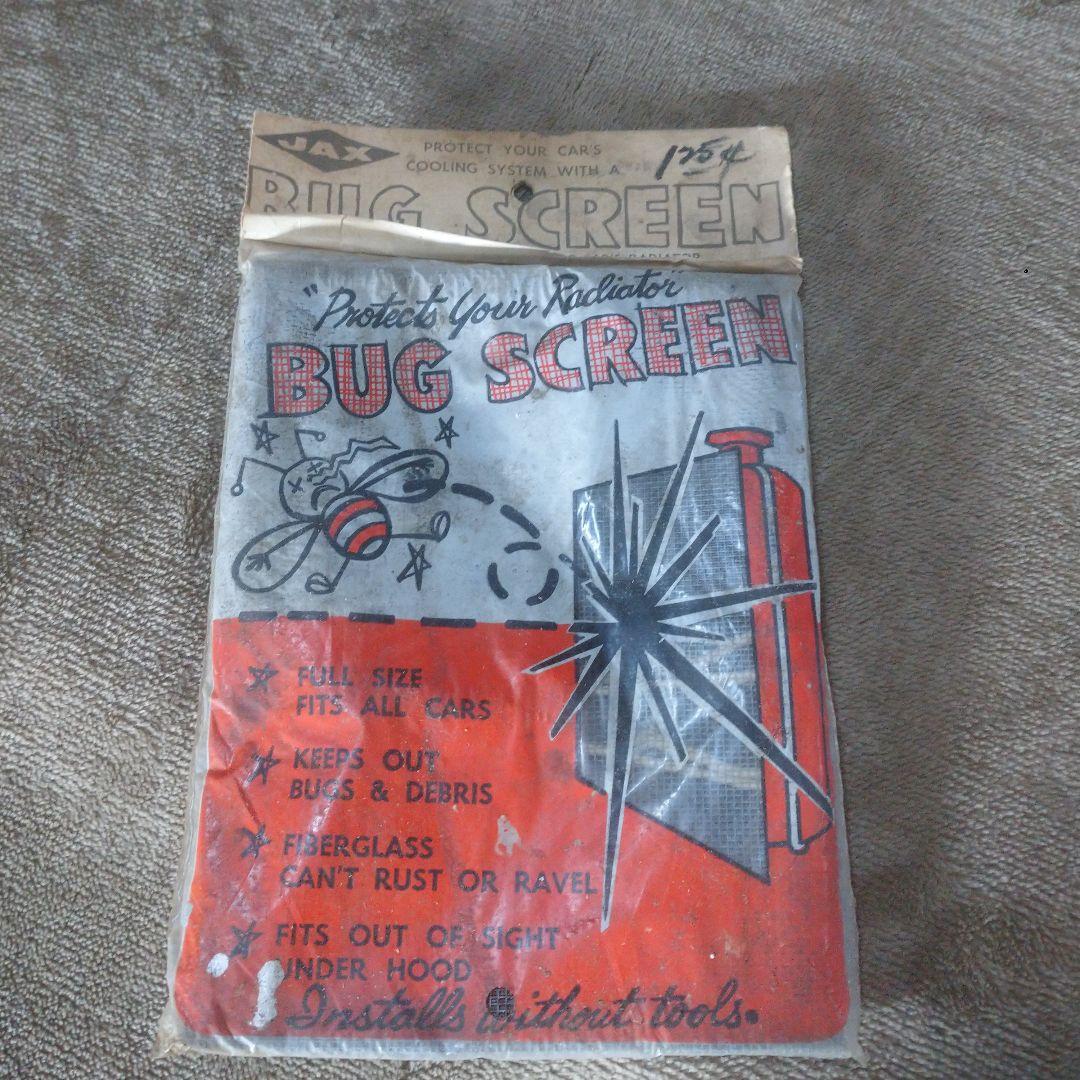 JAX
PROTECT YOUR CAR'S
COOLING SYSTEM WITH A
BUG SCREEN
"Protects Your Radiator"
BUG SCREEN
FULL SIZE
FITS ALL CARS
KEEPS OUT
BUGS & DEBRIS
FIBERGLASS
CAN'T RUST OR RAVEL
FITS OUT OF SIGHT
UNDER HOOD
Installs without tools.